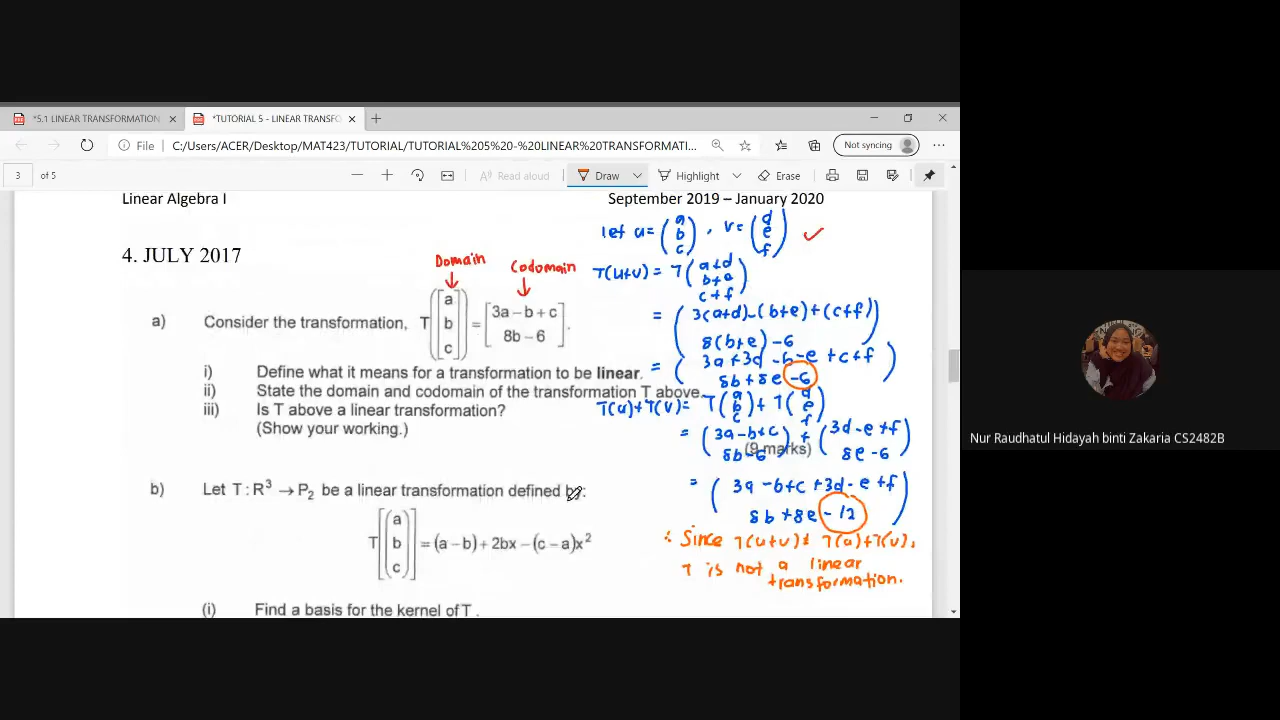 *5.1 LINEAR TRANSFORMATION
*TUTORIAL 5 - LINEAR TRANSFO
File
C:/Users/ACER/Desktop/MAT423/TUTORIAL/TUTORIAL%205%20-%20LINEAR%20TRANSFORMATI...
Not syncing
3 of 5
Read aloud
Draw
Highlight
Erase
Linear Algebra I
September 2019 – January 2020
4. JULY 2017
Domain
Codomain
a) Consider the transformation, T([a b c]) = [3a – b + c 8b – 6].
i) Define what it means for a transformation to be linear.
ii) State the domain and codomain of the transformation T above.
iii) Is T above a linear transformation?
(Show your working.)
(9 marks)
let u = (a b c) , v = (d e f) ✓
T(u+v) = T(a+d b+e c+f)
= (3(a+d) - (b+e) + (c+f) 8(b+e) - 6)
= (3a + 3d - b - e + c + f 8b + 8e - 6)
T(u) + T(v) = T(a b c) + T(d e f)
= (3a - b + c 8b - 6) + (3d - e + f 8e - 6)
= (3a - b + c + 3d - e + f 8b + 8e - 12)
∴ Since T(u+v) ≠ T(u) + T(v),
T is not a linear
transformation.
b) Let T : R³ → P₂ be a linear transformation defined by:
T[(a b c)] = (a – b) + 2bx – (c – a)x²
(i) Find a basis for the kernel of T .
Nur Raudhatul Hidayah binti Zakaria CS2482B